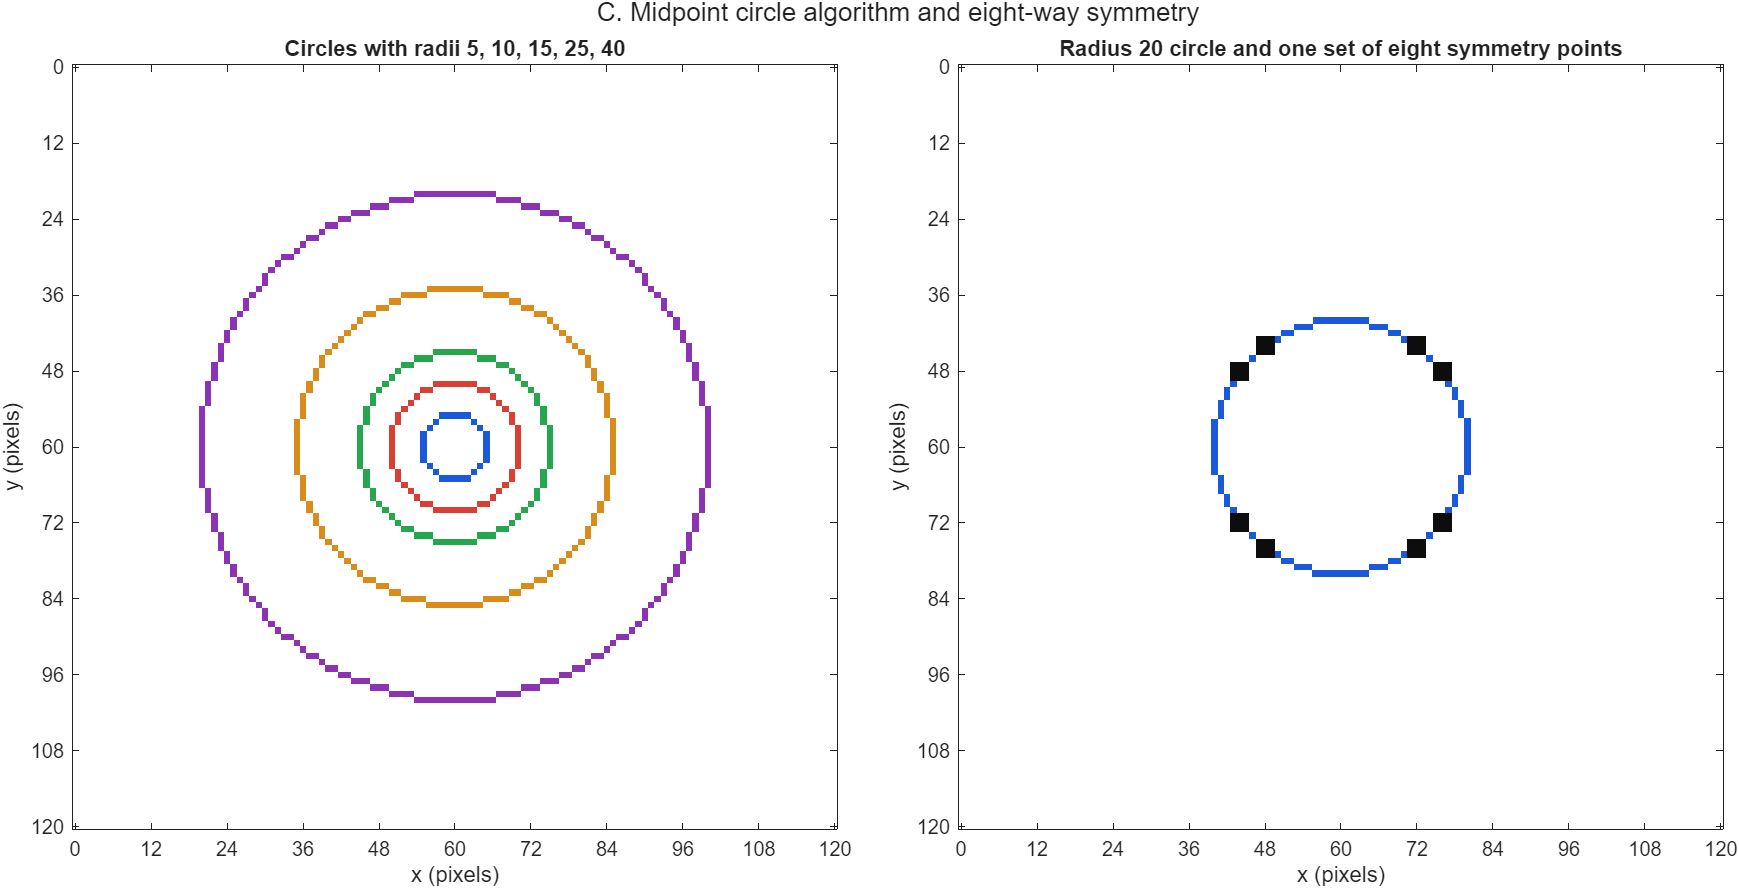 C. Midpoint circle algorithm and eight-way symmetry
Circles with radii 5, 10, 15, 25, 40
0
12
24
36
48
60
72
84
96
108
120
y (pixels)
0 12 24 36 48 60 72 84 96 108 120
x (pixels)
Radius 20 circle and one set of eight symmetry points
0
12
24
36
48
60
72
84
96
108
120
y (pixels)
0 12 24 36 48 60 72 84 96 108 120
x (pixels)